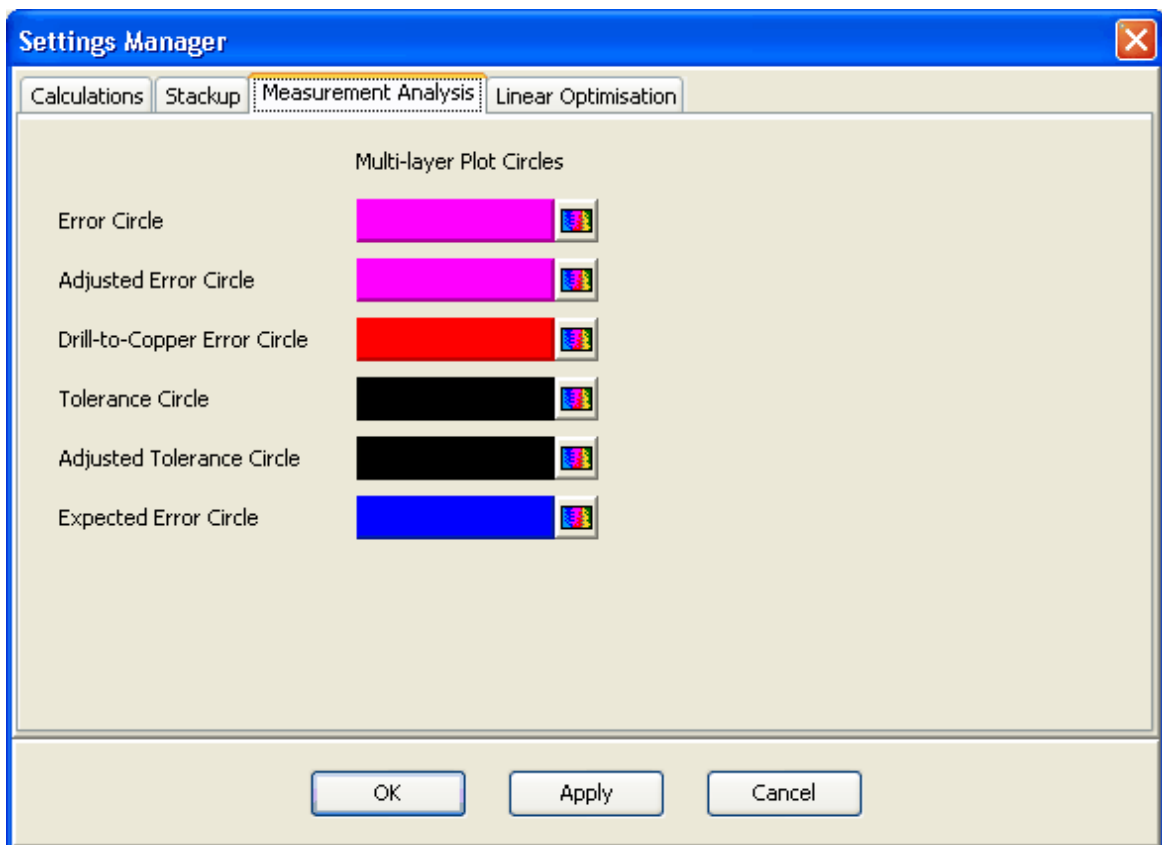 Settings Manager
Calculations Stackup Measurement Analysis Linear Optimisation
Multi-layer Plot Circles
Error Circle
Adjusted Error Circle
Drill-to-Copper Error Circle
Tolerance Circle
Adjusted Tolerance Circle
Expected Error Circle
OK Apply Cancel